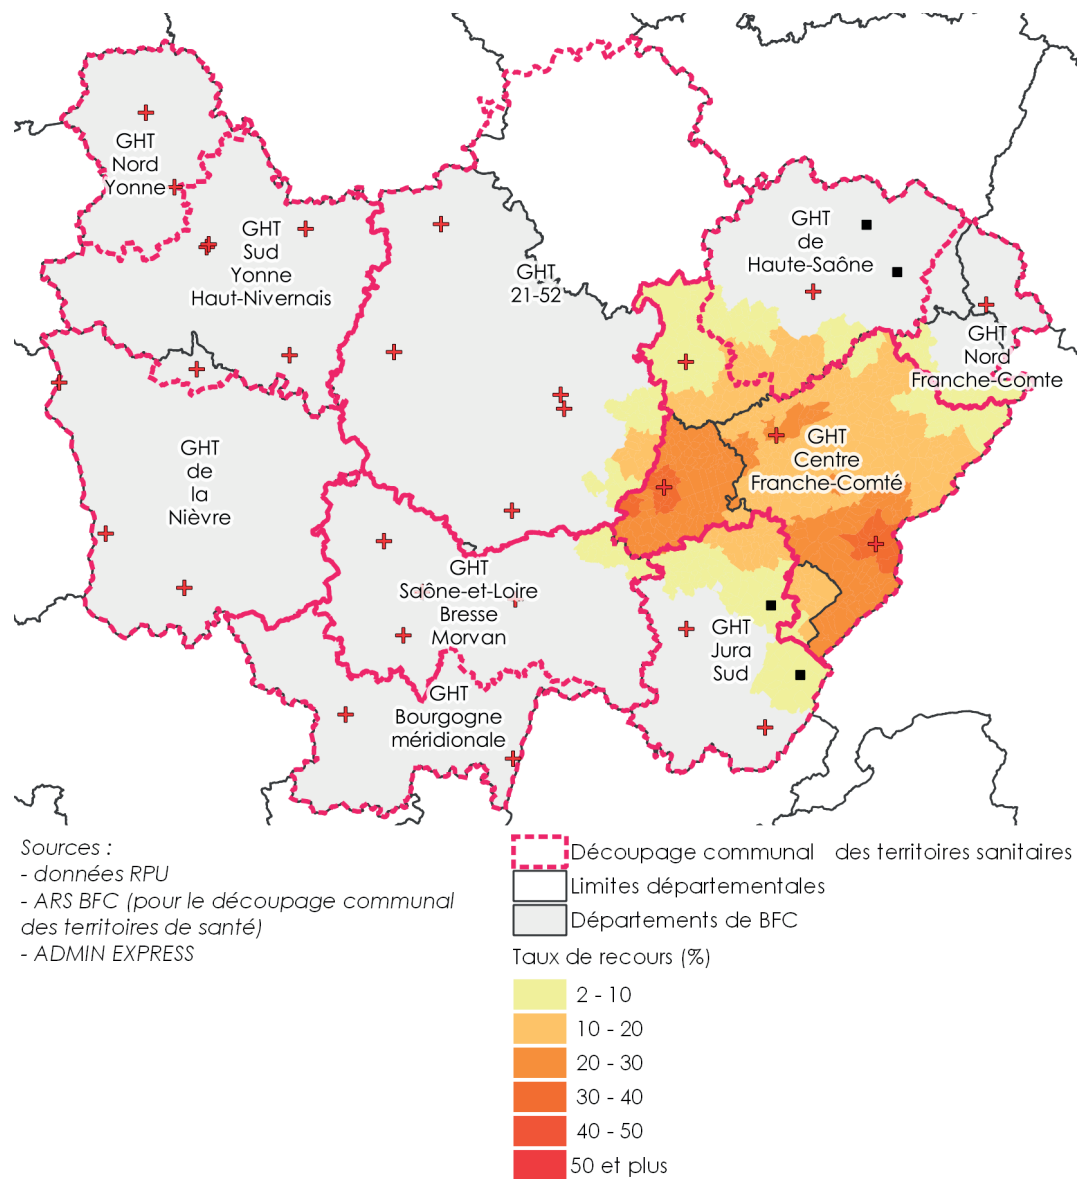 GHT
Nord
Yonne
GHT
Sud
Yonne
Haut-Nivernais
GHT
21-52
GHT
de
Haute-Saône
GHT
Nord
Franche-Comte
GHT
de
la
Nièvre
GHT
Centre
Franche-Comté
GHT
Saône-et-Loire
Bresse
Morvan
GHT
Jura
Sud
GHT
Bourgogne
méridionale
Sources :
- données RPU
- ARS BFC (pour le découpage communal
des territoires de santé)
- ADMIN EXPRESS
Découpage communal des territoires sanitaires
Limites départementales
Départements de BFC
Taux de recours (%)
2 - 10
10 - 20
20 - 30
30 - 40
40 - 50
50 et plus